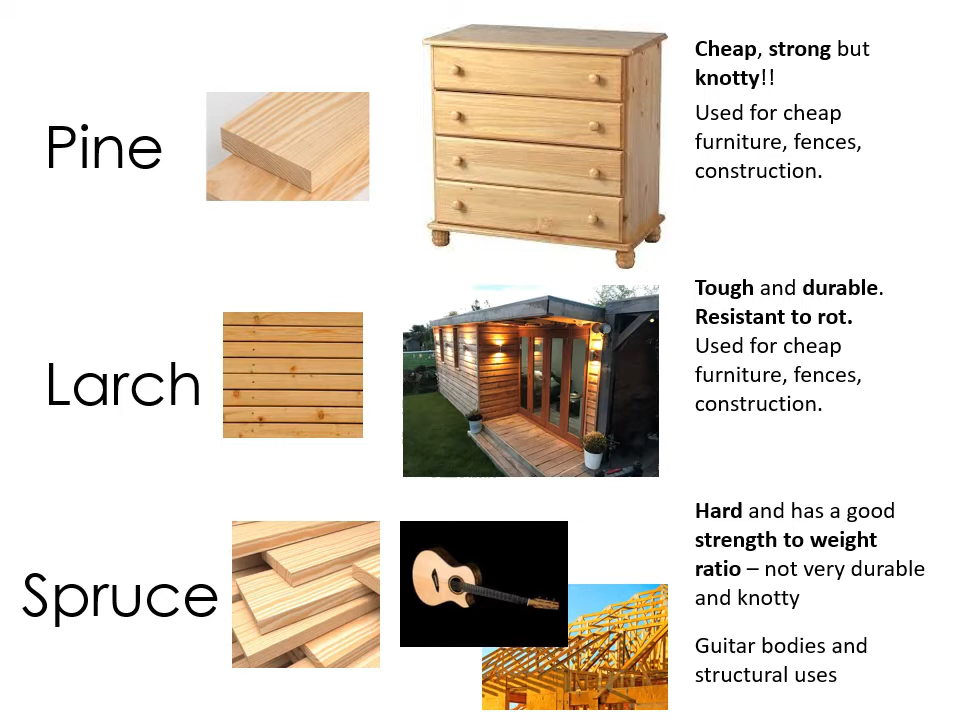 Pine
Cheap, strong but
knotty!!
Used for cheap
furniture, fences,
construction.
Larch
Tough and durable.
Resistant to rot.
Used for cheap
furniture, fences,
construction.
Spruce
Hard and has a good
strength to weight
ratio – not very durable
and knotty
Guitar bodies and
structural uses